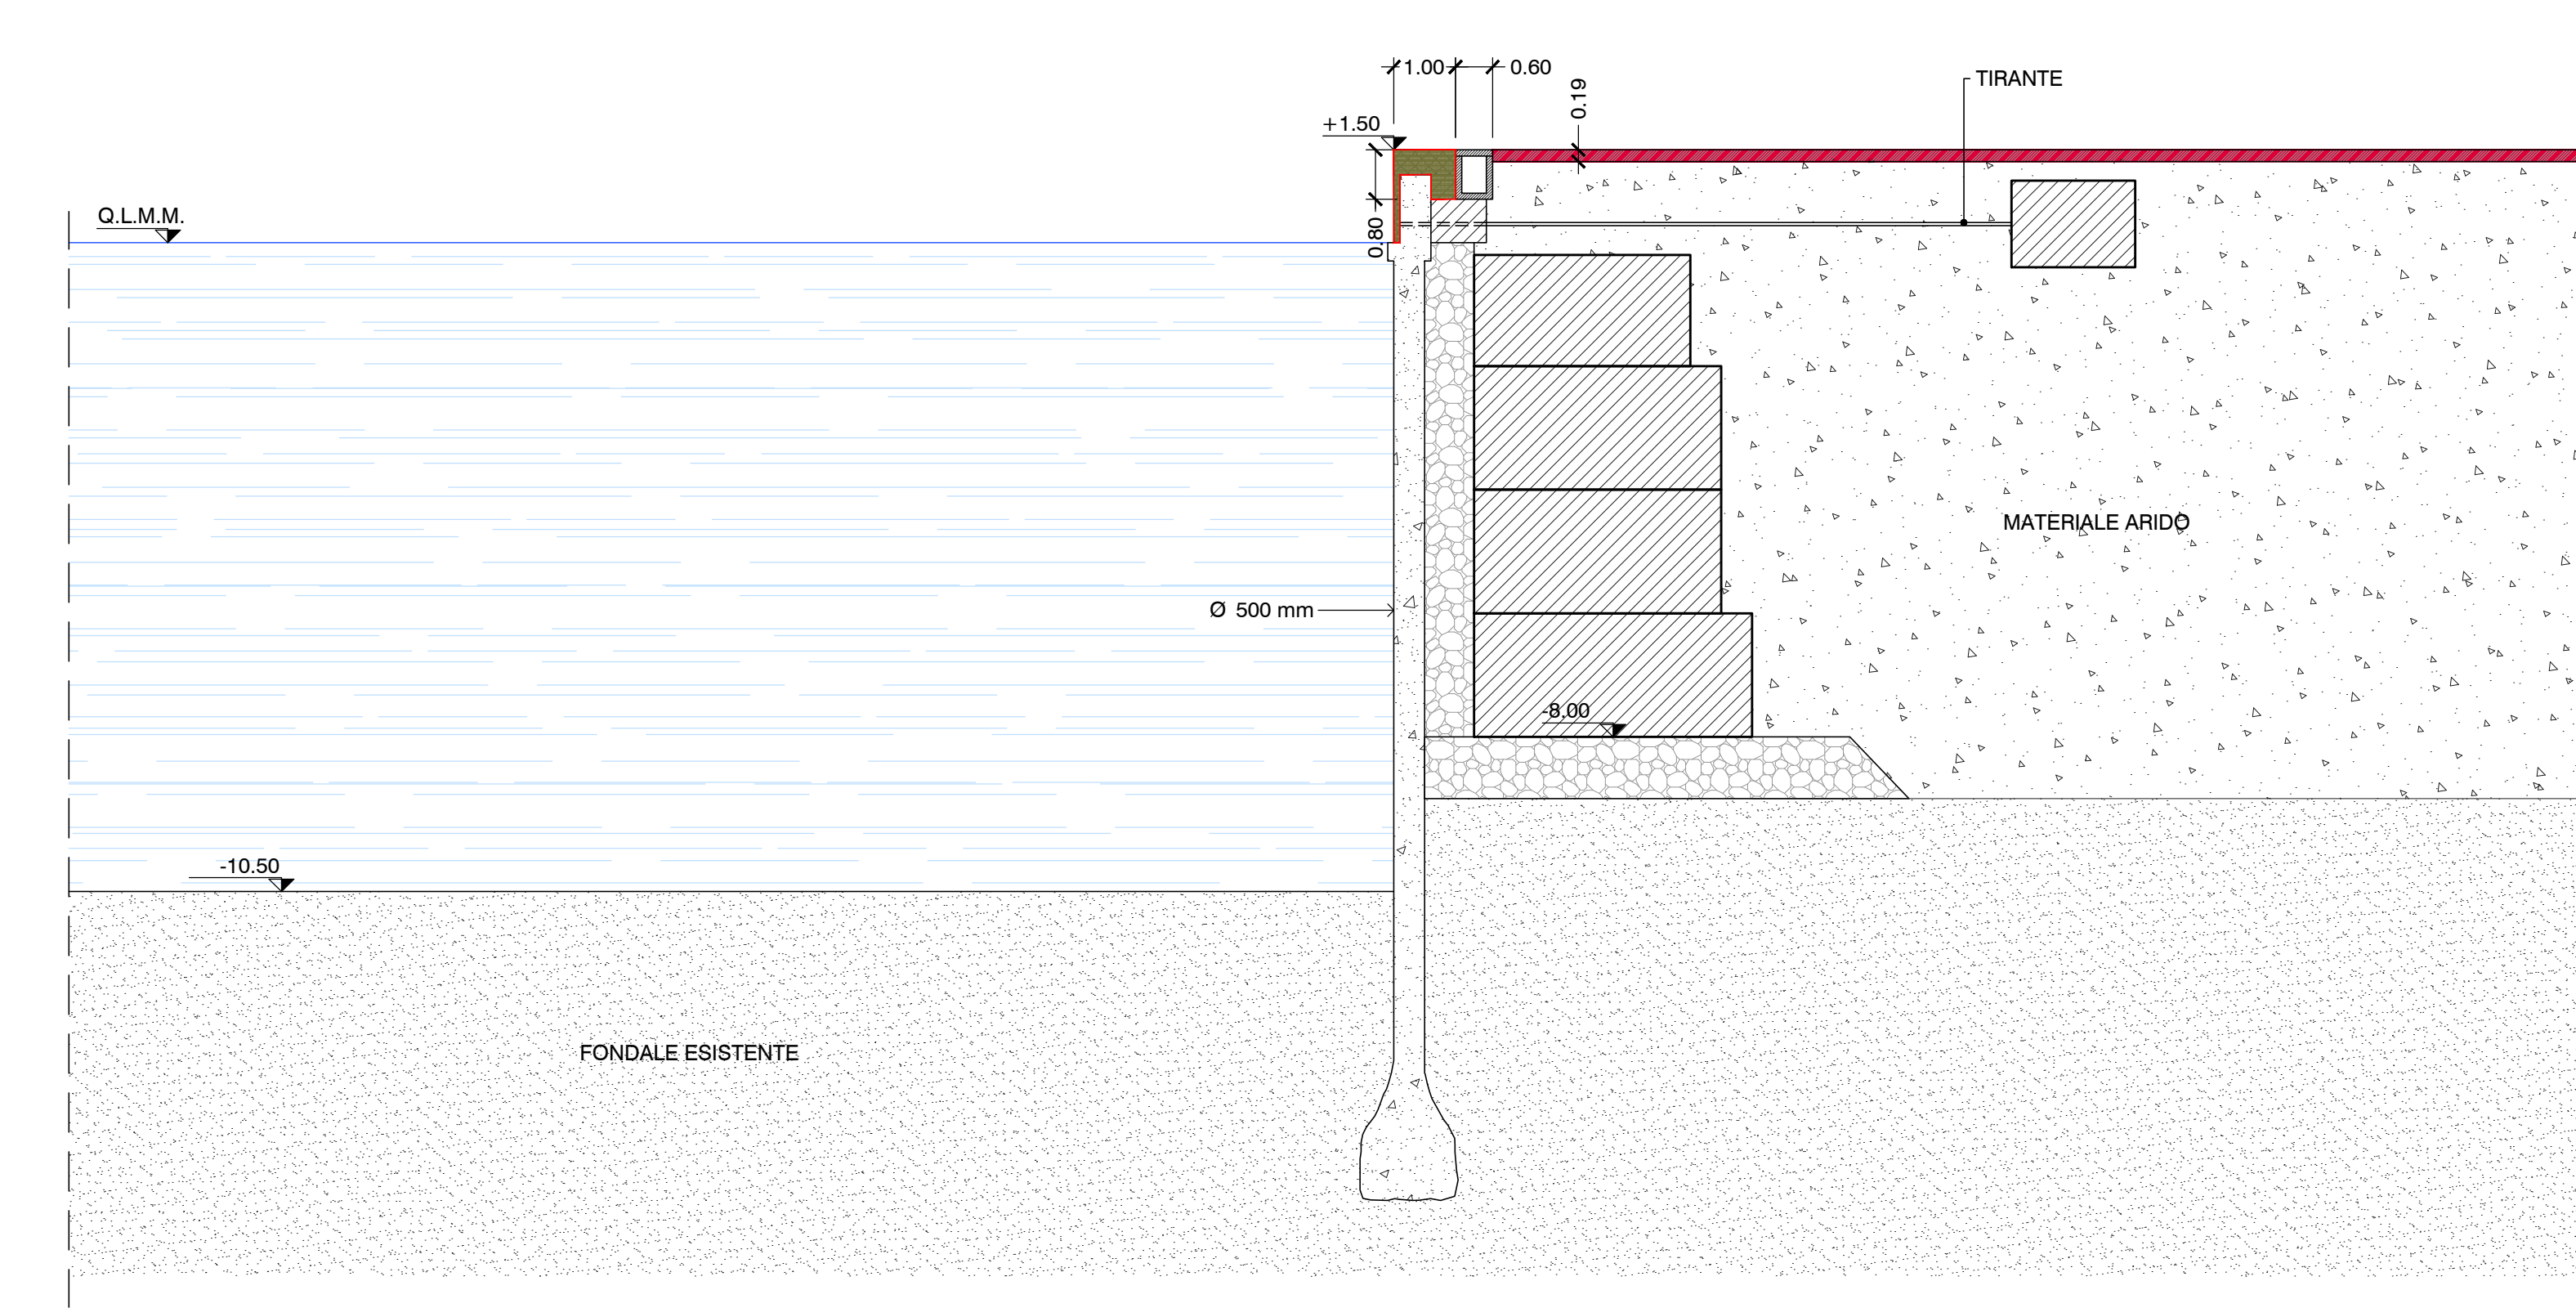 1.00
0.60
TIRANTE
0.19
+1.50
Q.L.M.M.
0.80
MATERIALE ARIDO
Ø 500 mm
-8.00
-10.50
FONDALE ESISTENTE